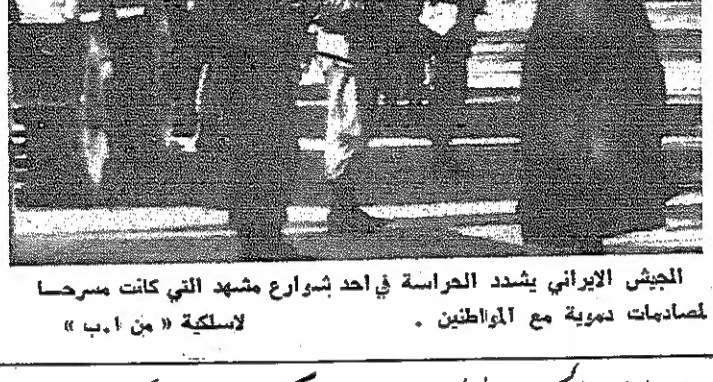 الجيش الايراني يشدد الحراسة في احد شوارع مشهد التي كانت مسرحا
لصادمات دموية مع المواطنين . لاسلكية « من ا.ب »